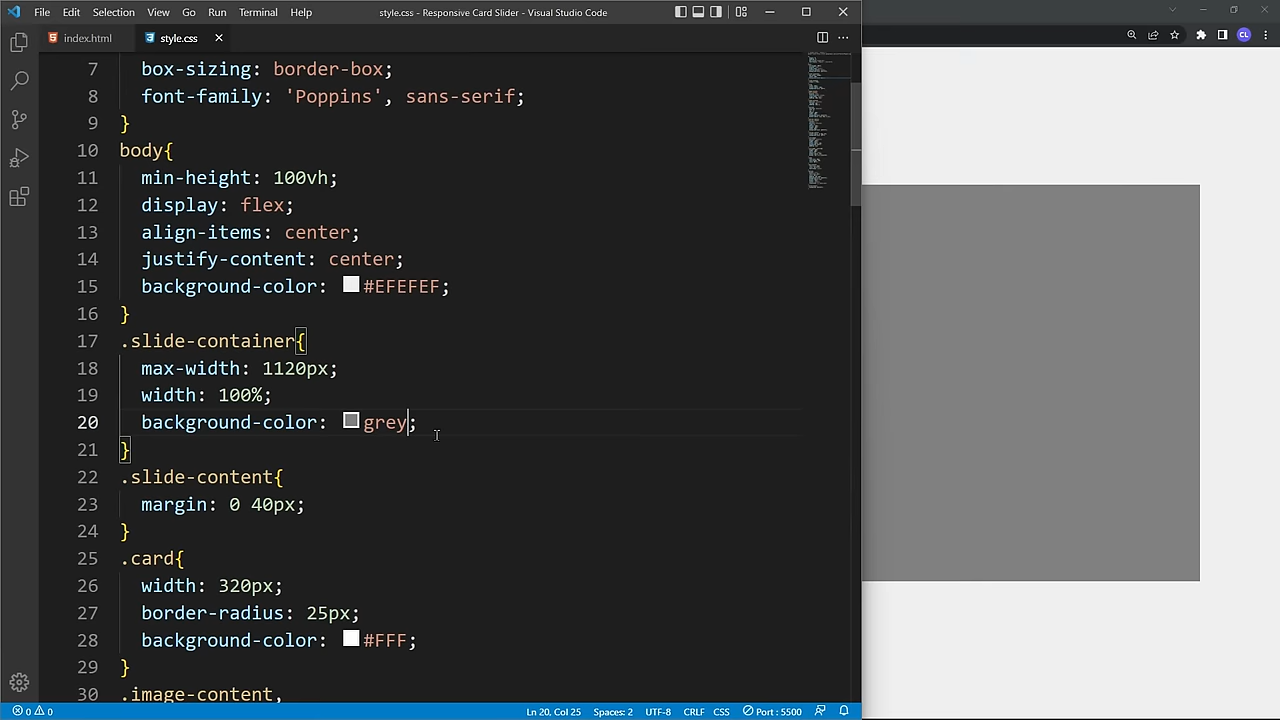 File Edit Selection View Go Run Terminal Help
style.css - Responsive Card Slider - Visual Studio Code
index.html
style.css
7 box-sizing: border-box;
8 font-family: 'Poppins', sans-serif;
9 }
10 body{
11 min-height: 100vh;
12 display: flex;
13 align-items: center;
14 justify-content: center;
15 background-color: #EFEFEF;
16 }
17 .slide-container{
18 max-width: 1120px;
19 width: 100%;
20 background-color: grey;
21 }
22 .slide-content{
23 margin: 0 40px;
24 }
25 .card{
26 width: 320px;
27 border-radius: 25px;
28 background-color: #FFF;
29 }
30 .image-content,
0 0 Ln 20, Col 25 Spaces: 2 UTF-8 CRLF CSS Port : 5500
CL